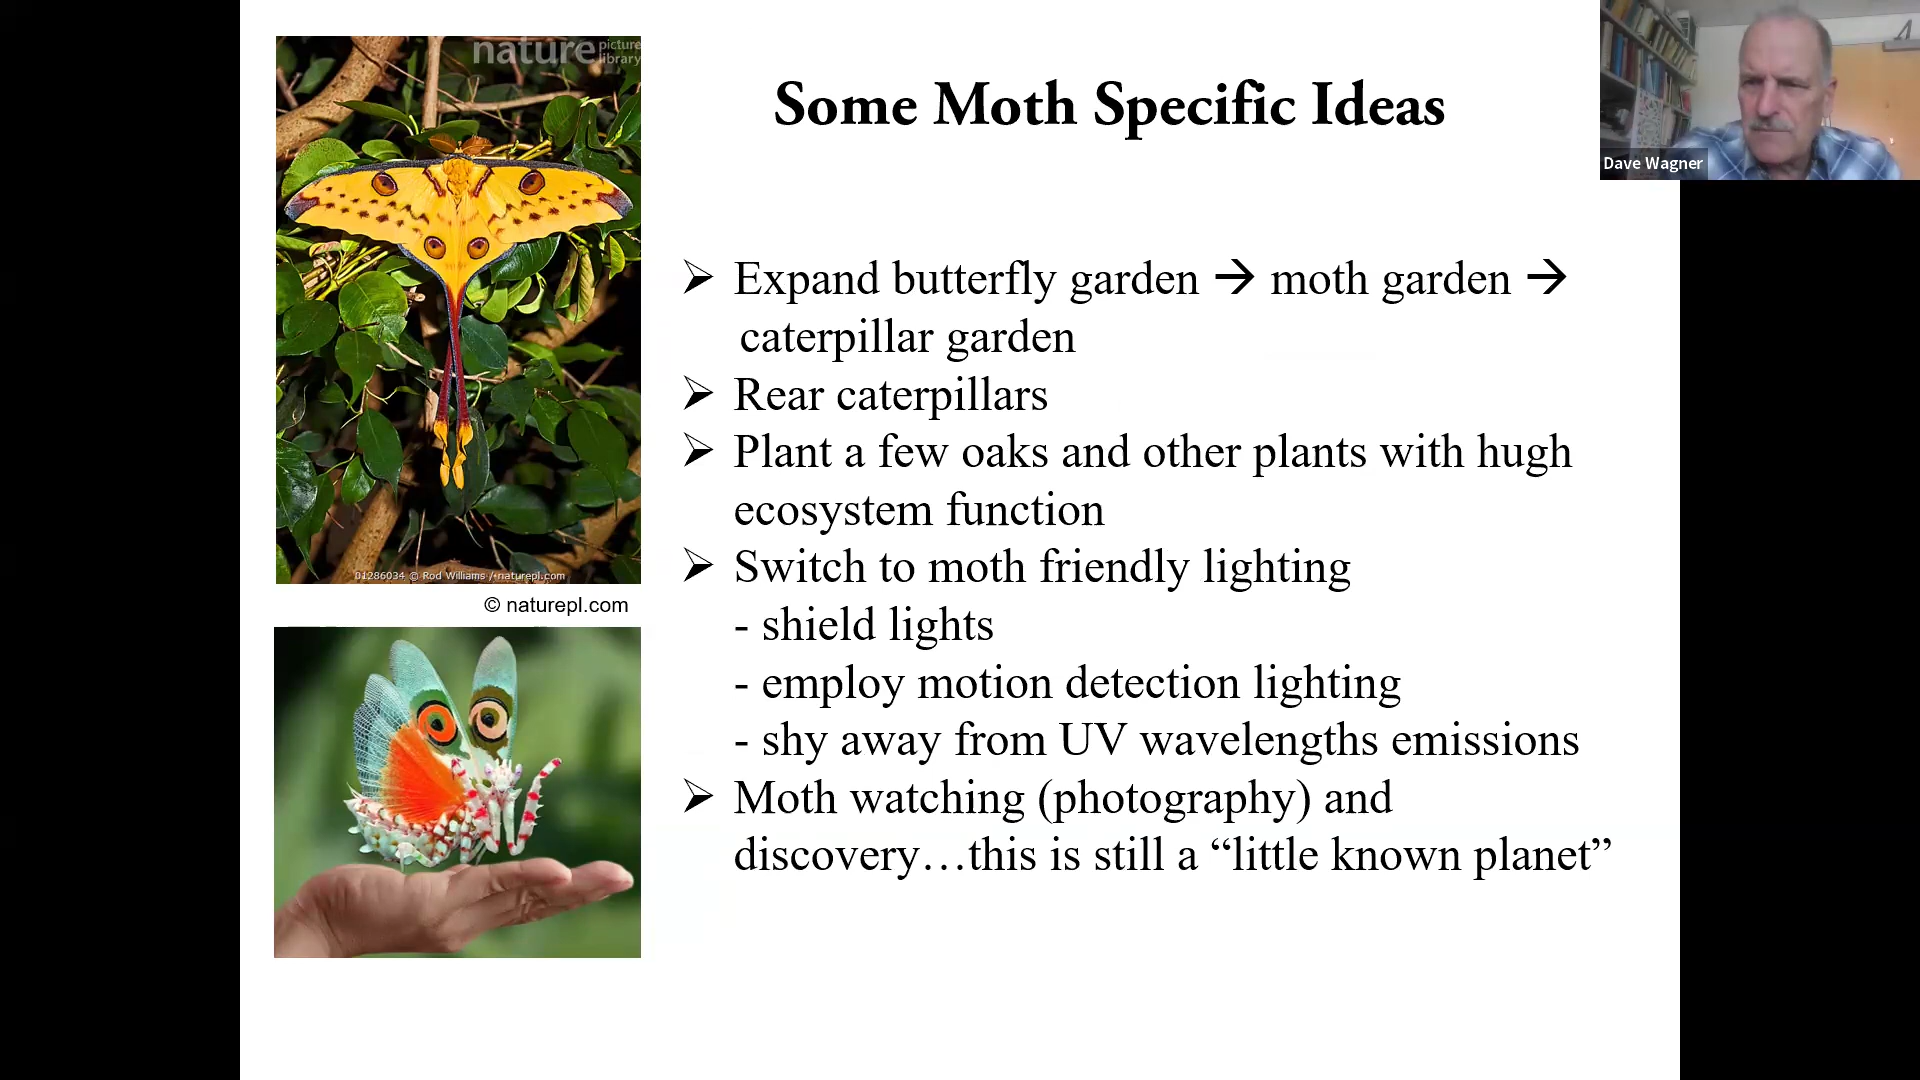 nature picture library
Some Moth Specific Ideas
Dave Wagner
➢ Expand butterfly garden → moth garden →
caterpillar garden
➢ Rear caterpillars
➢ Plant a few oaks and other plants with hugh
ecosystem function
➢ Switch to moth friendly lighting
- shield lights
- employ motion detection lighting
- shy away from UV wavelengths emissions
➢ Moth watching (photography) and
discovery…this is still a “little known planet”
01286034 © Rod Williams / naturepl.com
© naturepl.com